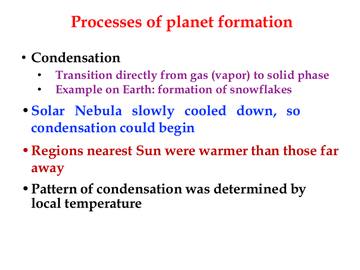 Processes of planet formation
• Condensation
• Transition directly from gas (vapor) to solid phase
• Example on Earth: formation of snowflakes
• Solar Nebula slowly cooled down, so
condensation could begin
• Regions nearest Sun were warmer than those far
away
• Pattern of condensation was determined by
local temperature